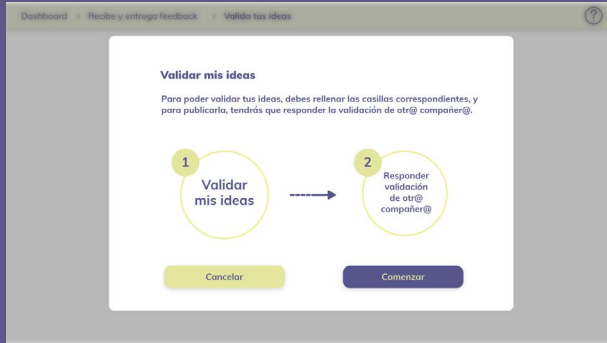 Dashboard > Recibe y entrega feedback > Valida tus ideas
?
Validar mis ideas
Para poder validar tus ideas, debes rellenar las casillas correspondientes, y
para publicarla, tendrás que responder la validación de otr@ compañer@.
1
Validar
mis ideas
2
Responder
validación
de otr@
compañer@
Cancelar
Comenzar